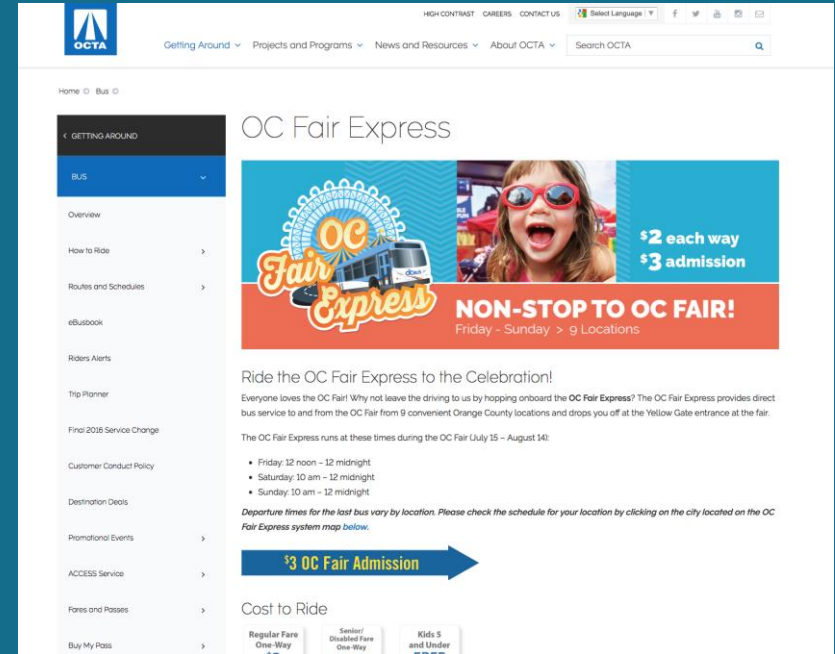 HIGH CONTRAST CAREERS CONTACT US Select Language
OCTA
Getting Around Projects and Programs News and Resources About OCTA Search OCTA
Home Bus
GETTING AROUND
BUS
Overview
How to Ride
Routes and Schedules
eBusbook
Riders Alerts
Trip Planner
Final 2016 Service Change
Customer Conduct Policy
Destination Deals
Promotional Events
ACCESS Service
Fares and Passes
Buy My Pass
OC Fair Express
OC
Fair
Express
$2 each way
$3 admission
NON-STOP TO OC FAIR!
Friday - Sunday > 9 Locations
Ride the OC Fair Express to the Celebration!
Everyone loves the OC Fair! Why not leave the driving to us by hopping onboard the OC Fair Express? The OC Fair Express provides direct
bus service to and from the OC Fair from 9 convenient Orange County locations and drops you off at the Yellow Gate entrance at the fair.
The OC Fair Express runs at these times during the OC Fair (July 15 – August 14):
• Friday: 12 noon – 12 midnight
• Saturday: 10 am – 12 midnight
• Sunday: 10 am – 12 midnight
Departure times for the last bus vary by location. Please check the schedule for your location by clicking on the city located on the OC
Fair Express system map below.
$3 OC Fair Admission
Cost to Ride
Regular Fare
One-Way
Senior/
Disabled Fare
One-Way
Kids 5
and Under
FREE